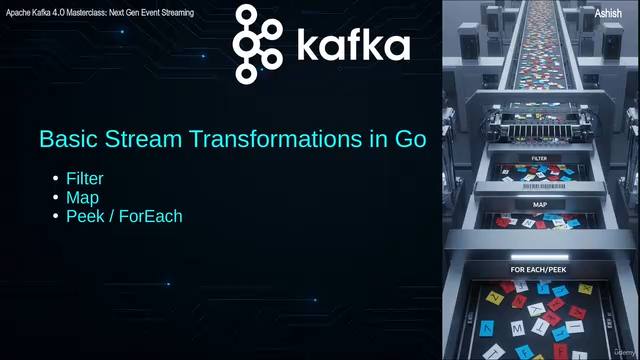 Apache Kafka 4.0 Masterclass: Next Gen Event Streaming
Ashish
kafka
Basic Stream Transformations in Go
• Filter
• Map
• Peek / ForEach
FILTER
MAP
FOR EACH/PEEK
udemy